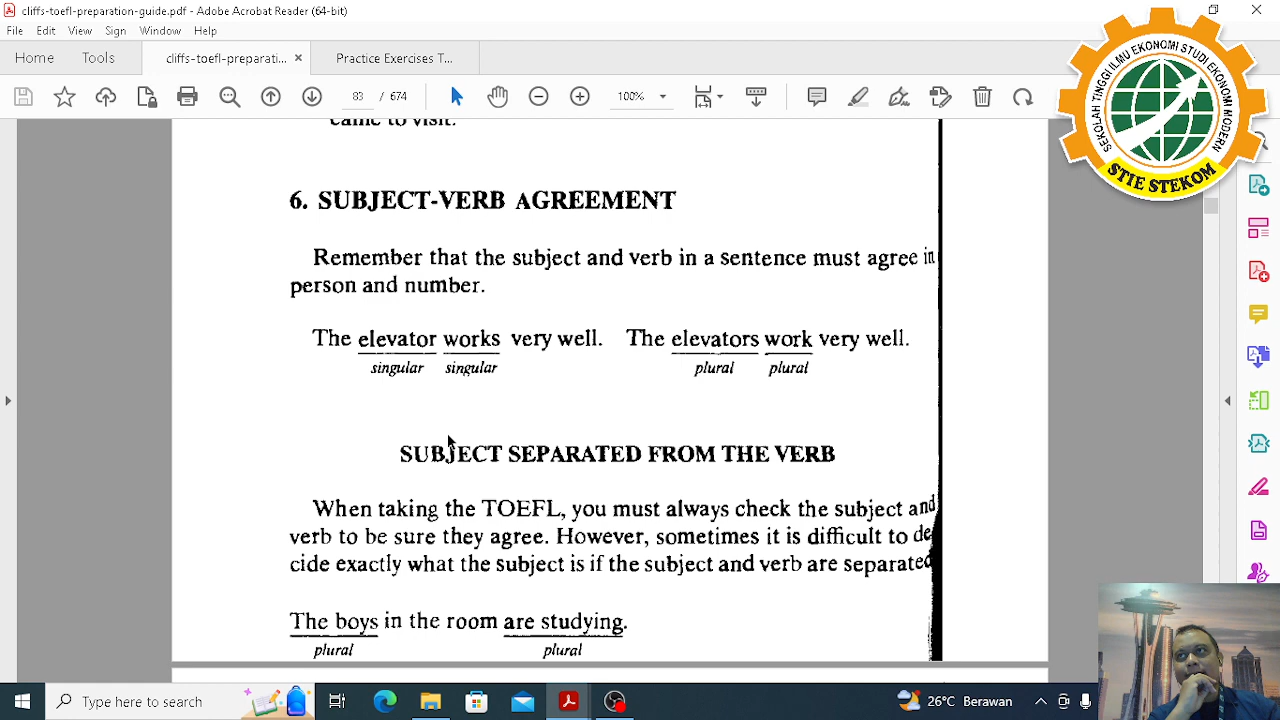 cliffs-toefl-preparation-guide.pdf - Adobe Acrobat Reader (64-bit)
File Edit View Sign Window Help
Home Tools cliffs-toefl-preparati... × Practice Exercises T...
83 / 674 100%
SEKOLAH TINGGI ILMU EKONOMI STUDI EKONOMI MODERN
STIE STEKOM
came to visit.
6. SUBJECT-VERB AGREEMENT
Remember that the subject and verb in a sentence must agree in
person and number.
The elevator works very well. The elevators work very well.
singular singular plural plural
SUBJECT SEPARATED FROM THE VERB
When taking the TOEFL, you must always check the subject and
verb to be sure they agree. However, sometimes it is difficult to de
cide exactly what the subject is if the subject and verb are separated
The boys in the room are studying.
plural plural
Type here to search
26°C Berawan